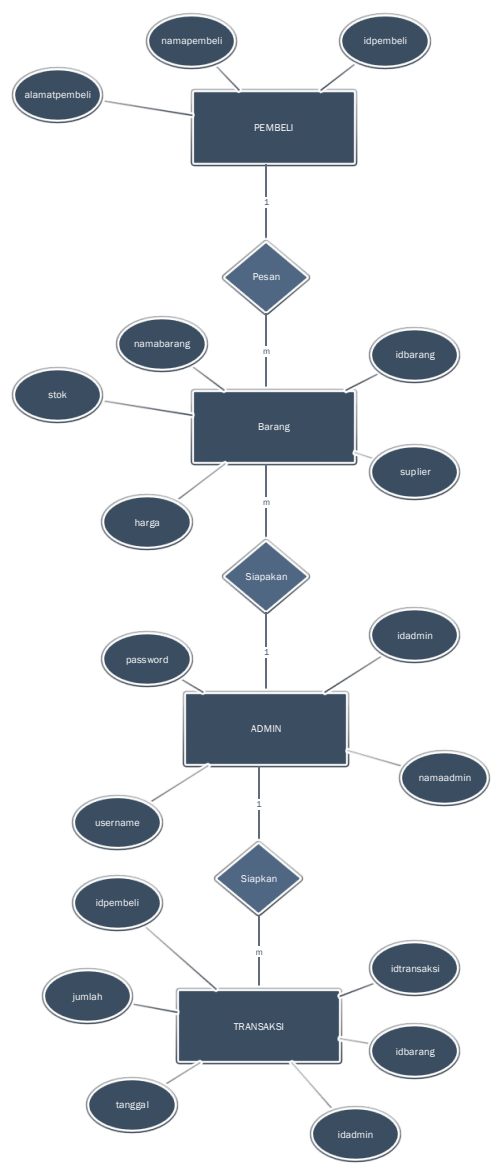 namapembeli
idpembeli
alamatpembeli
PEMBELI
1
Pesan
m
namabarang
idbarang
stok
Barang
suplier
harga
m
Siapakan
1
password
idadmin
ADMIN
namaadmin
username
1
Siapkan
idpembeli
m
idtransaksi
jumlah
TRANSAKSI
idbarang
tanggal
idadmin